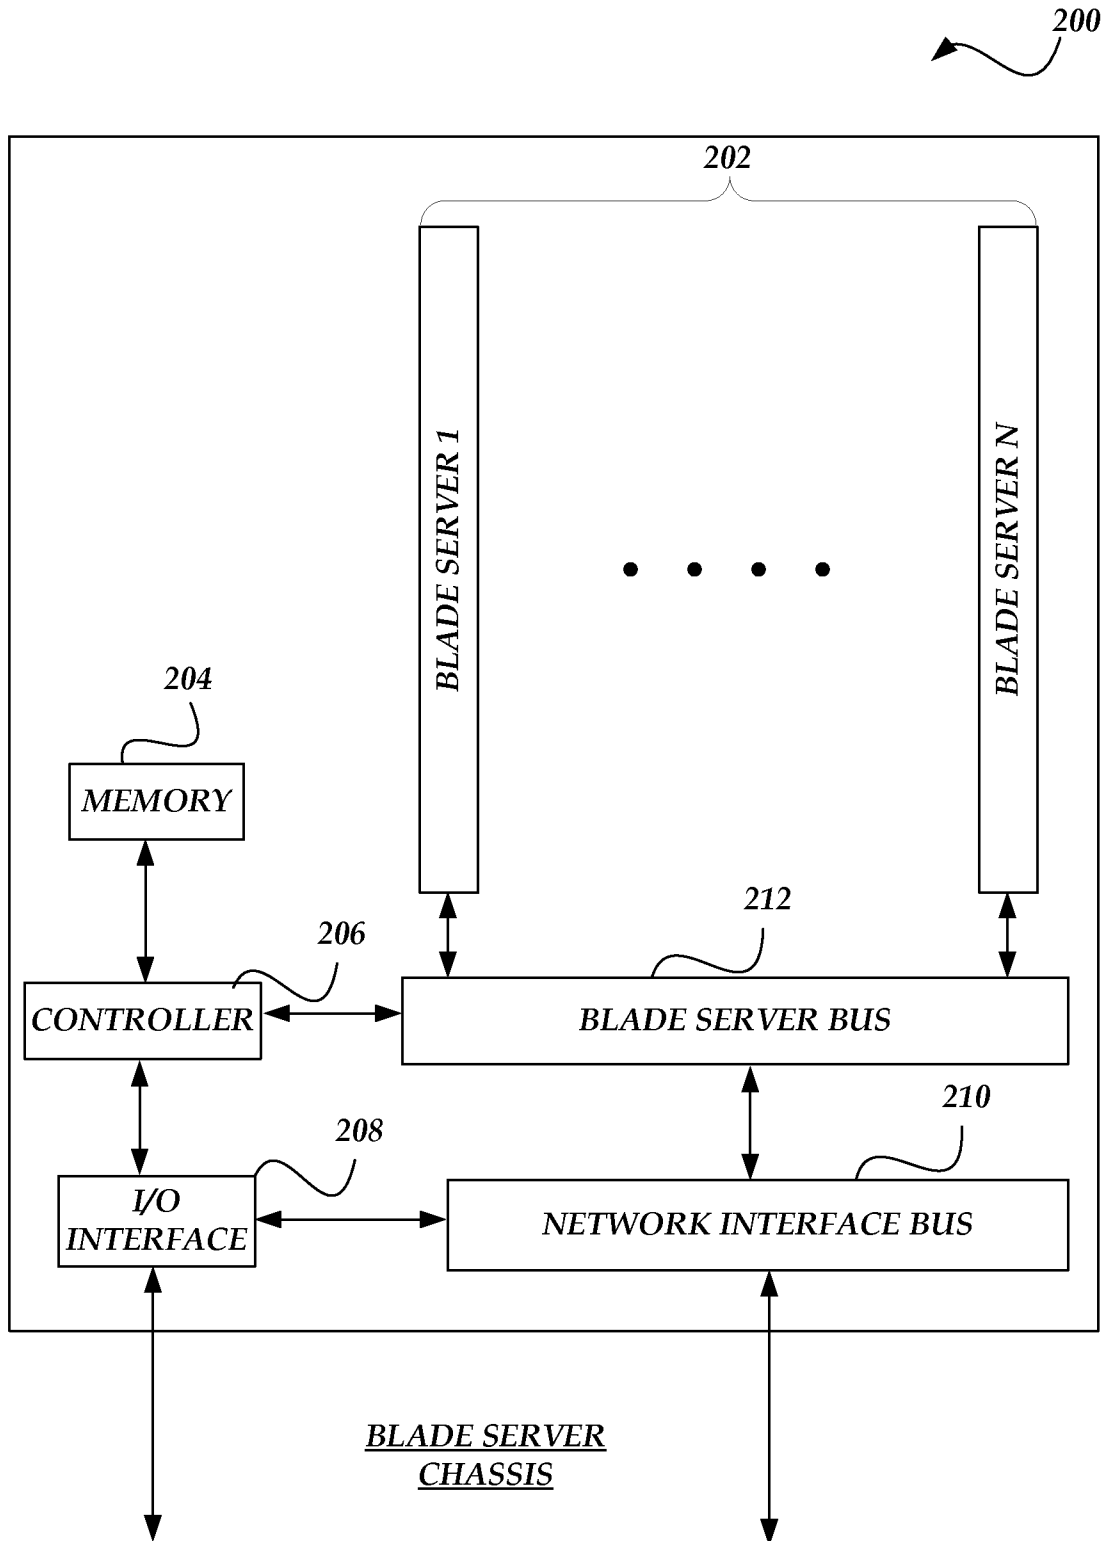 200
202
BLADE SERVER 1
BLADE SERVER N
204
MEMORY
212
206
CONTROLLER
BLADE SERVER BUS
210
208
I/O
INTERFACE
NETWORK INTERFACE BUS
BLADE SERVER
CHASSIS